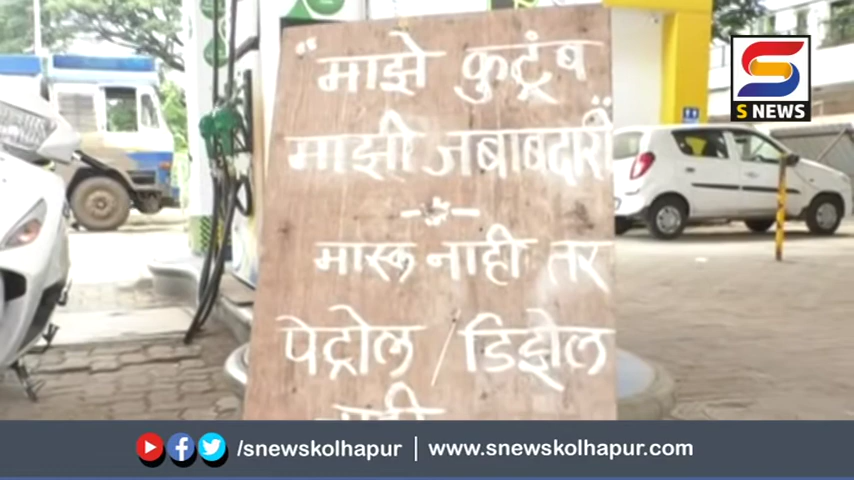 "माझे कुटूंब
माझी जबाबदारी"
मास्क नाही तर
पेट्रोल / डिझेल
नाही
S NEWS
/snewskolhapur | www.snewskolhapur.com